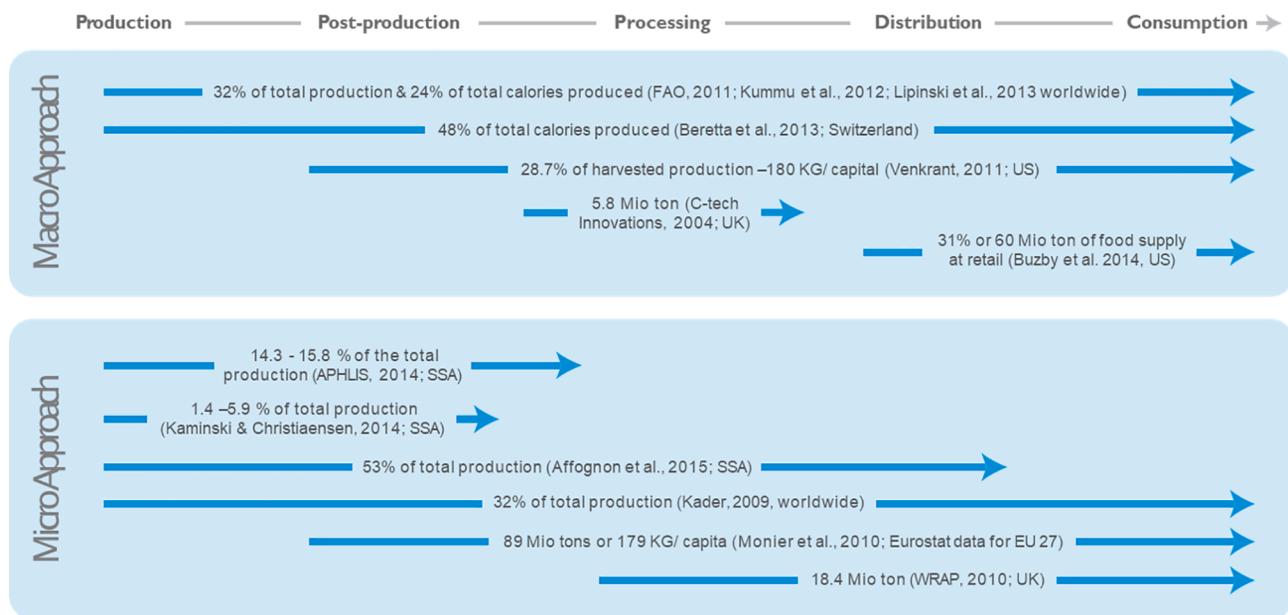 Production Post-production Processing Distribution Consumption
Macro Approach
32% of total production & 24% of total calories produced (FAO, 2011; Kummu et al., 2012; Lipinski et al., 2013 worldwide)
48% of total calories produced (Beretta et al., 2013; Switzerland)
28.7% of harvested production –180 KG/ capital (Venkrant, 2011; US)
5.8 Mio ton (C-tech
Innovations, 2004; UK)
31% or 60 Mio ton of food supply
at retail (Buzby et al. 2014, US)
Micro Approach
14.3 - 15.8 % of the total
production (APHLIS, 2014; SSA)
1.4 –5.9 % of total production
(Kaminski & Christiaensen, 2014; SSA)
53% of total production (Affognon et al., 2015; SSA)
32% of total production (Kader, 2009, worldwide)
89 Mio tons or 179 KG/ capita (Monier et al., 2010; Eurostat data for EU 27)
18.4 Mio ton (WRAP, 2010; UK)